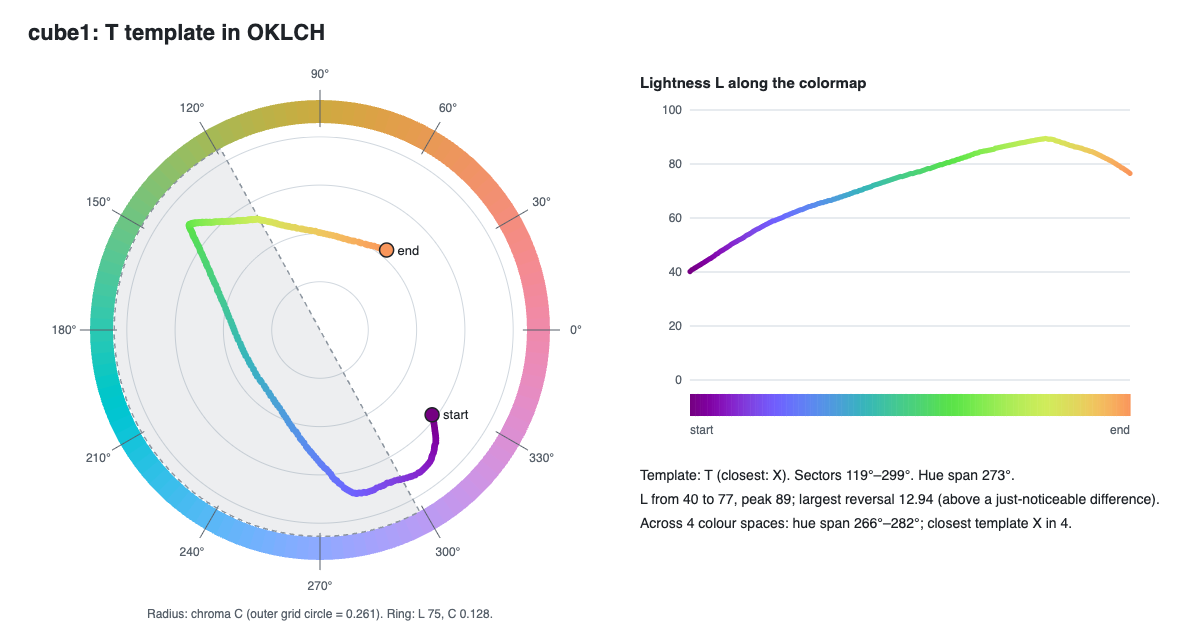 cube1: T template in OKLCH
90°
120°
60°
150°
30°
180°
0°
210°
330°
240°
300°
270°
end
start
Radius: chroma C (outer grid circle = 0.261). Ring: L 75, C 0.128.
Lightness L along the colormap
100
80
60
40
20
0
start
end
Template: T (closest: X). Sectors 119°–299°. Hue span 273°.
L from 40 to 77, peak 89; largest reversal 12.94 (above a just-noticeable difference).
Across 4 colour spaces: hue span 266°–282°; closest template X in 4.